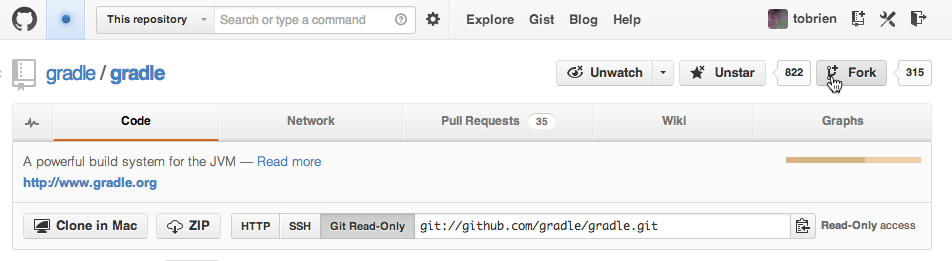 This repository Search or type a command Explore Gist Blog Help tobrien
gradle / gradle Unwatch Unstar 822 Fork 315
Code Network Pull Requests 35 Wiki Graphs
A powerful build system for the JVM — Read more
http://www.gradle.org
Clone in Mac ZIP HTTP SSH Git Read-Only git://github.com/gradle/gradle.git Read-Only access